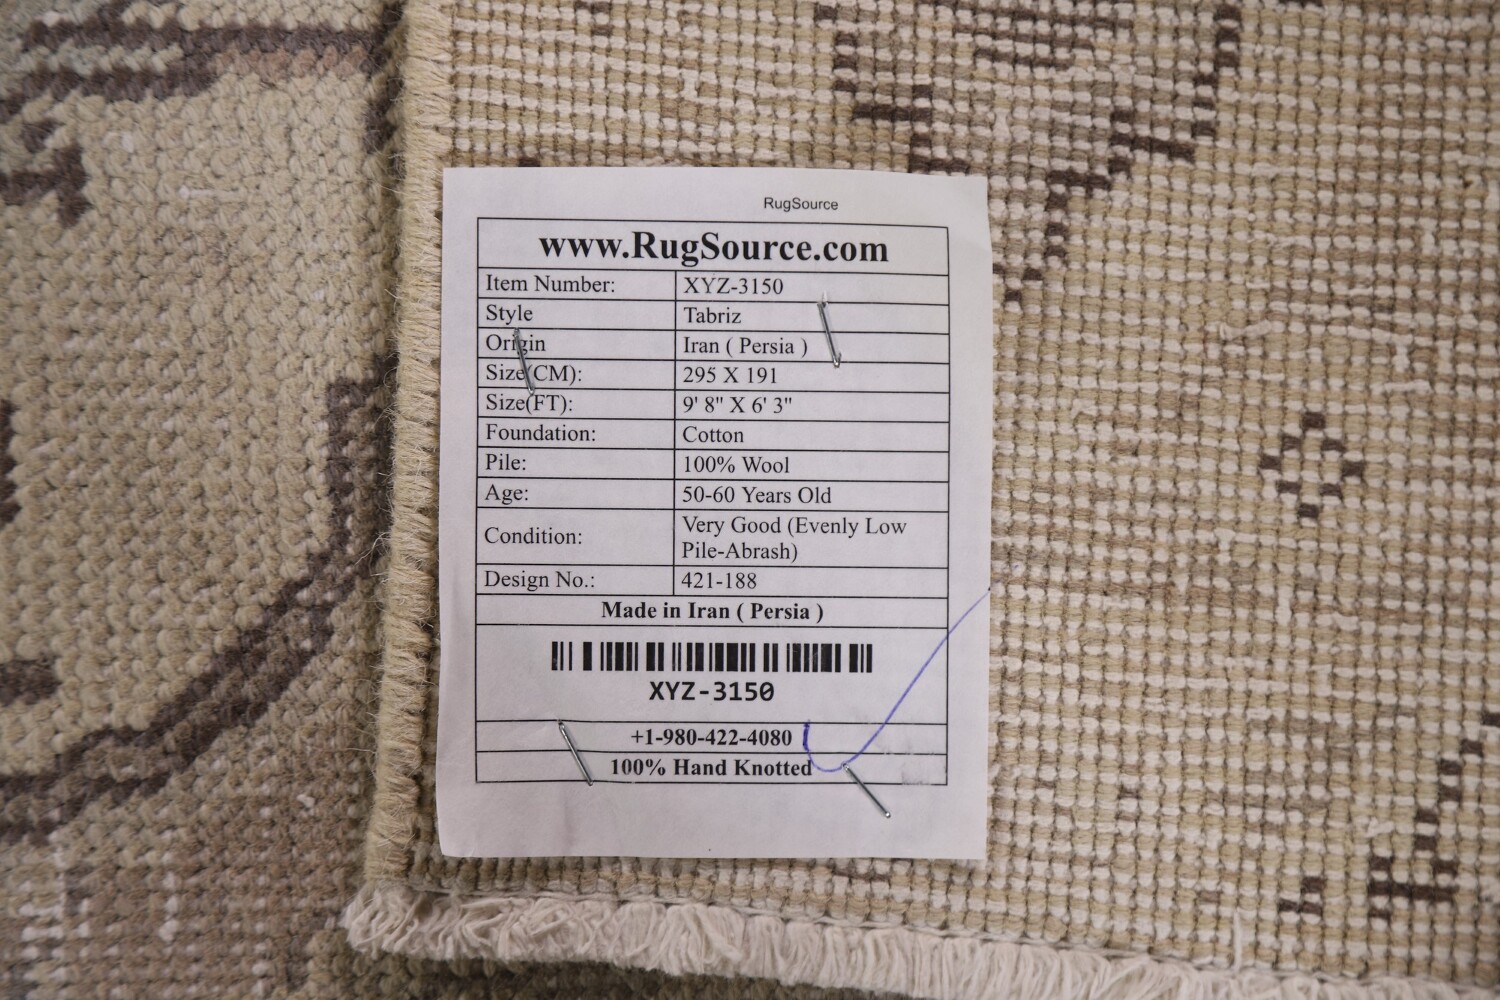 RugSource
www.RugSource.com
Item Number: XYZ-3150
Style Tabriz
Origin Iran ( Persia )
Size(CM): 295 X 191
Size(FT): 9' 8" X 6' 3"
Foundation: Cotton
Pile: 100% Wool
Age: 50-60 Years Old
Condition: Very Good (Evenly Low
Pile-Abrash)
Design No.: 421-188
Made in Iran ( Persia )
XYZ-3150
+1-980-422-4080
100% Hand Knotted